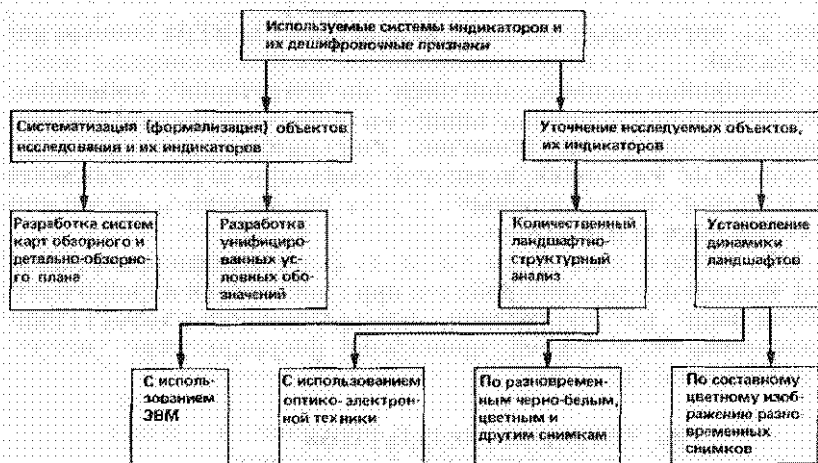 Используемые системы индикаторов и
их дешифровочные признаки
Систематизация (формализация) объектов
исследования и их индикаторов
Уточнение исследуемых объектов,
их индикаторов
Разработка систем
карт обзорного и
детально-обзорно-
го плана
Разработка
унифициро-
ванных ус-
ловных обо-
значений
Количественный
ландшафтно-
структурный
анализ
Установление
динамики
ландшафтов
С исполь-
зованием
ЭВМ
С использованием
оптико-электрон-
ной техники
По разновремен-
ным черно-белым,
цветным и
другим снимкам
По составному
цветному изоб-
ражению разно
временных
снимков